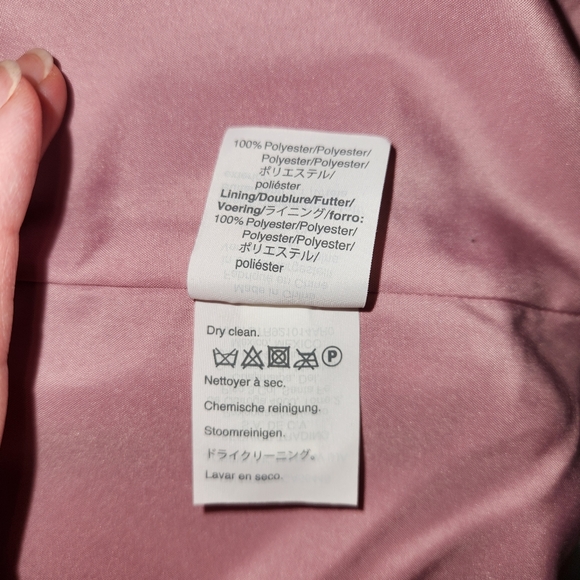 100% Polyester/Polyester/
Polyester/Polyester/
ポリエステル/
poliéster
Lining/Doublure/Futter/
Voering/ライニング/forro:
100% Polyester/Polyester/
Polyester/Polyester/
ポリエステル/
poliéster
Dry clean.
P
Nettoyer à sec.
Chemische reinigung.
Stoomreinigen.
ドライクリーニング。
Lavar en seco.